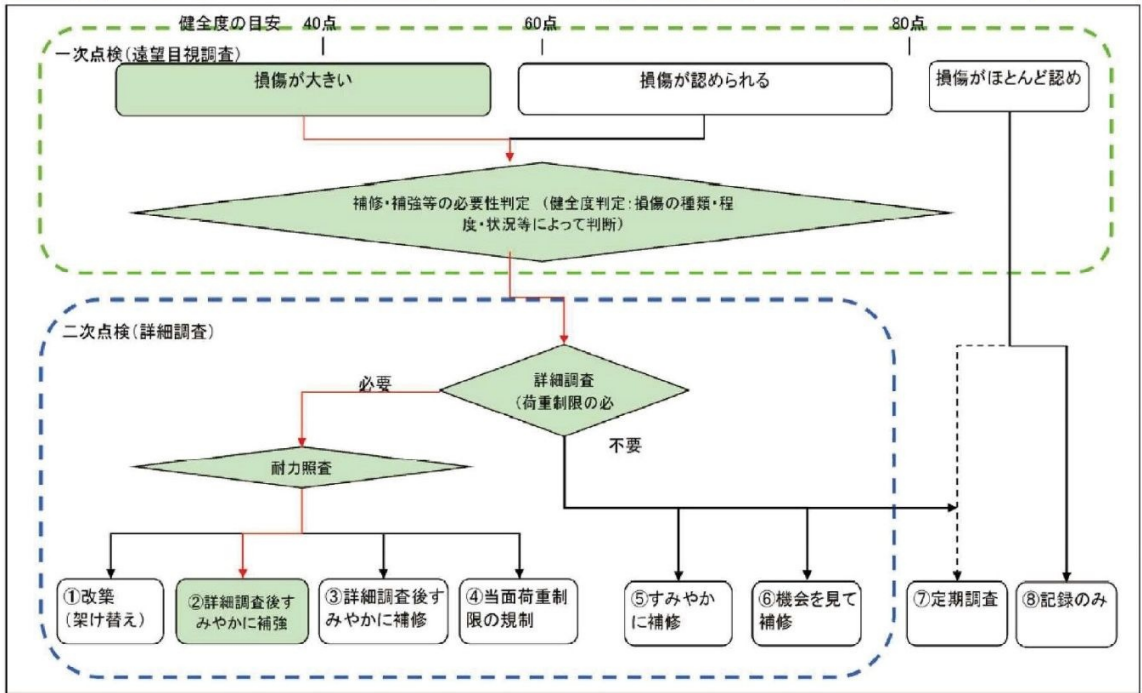 健全度の目安 40点 60点 80点
一次点検(遠望目視調査)
損傷が大きい
損傷が認められる
損傷がほとんど認め
補修・補強等の必要性判定 (健全度判定:損傷の種類・程
度・状況等によって判断)
二次点検(詳細調査)
詳細調査
(荷重制限の必
必要
不要
耐力照査
①改築
(架け替え)
②詳細調査後す
みやかに補強
③詳細調査後す
みやかに補修
④当面荷重制
限の規制
⑤すみやか
に補修
⑥機会を見て
補修
⑦定期調査
⑧記録のみ